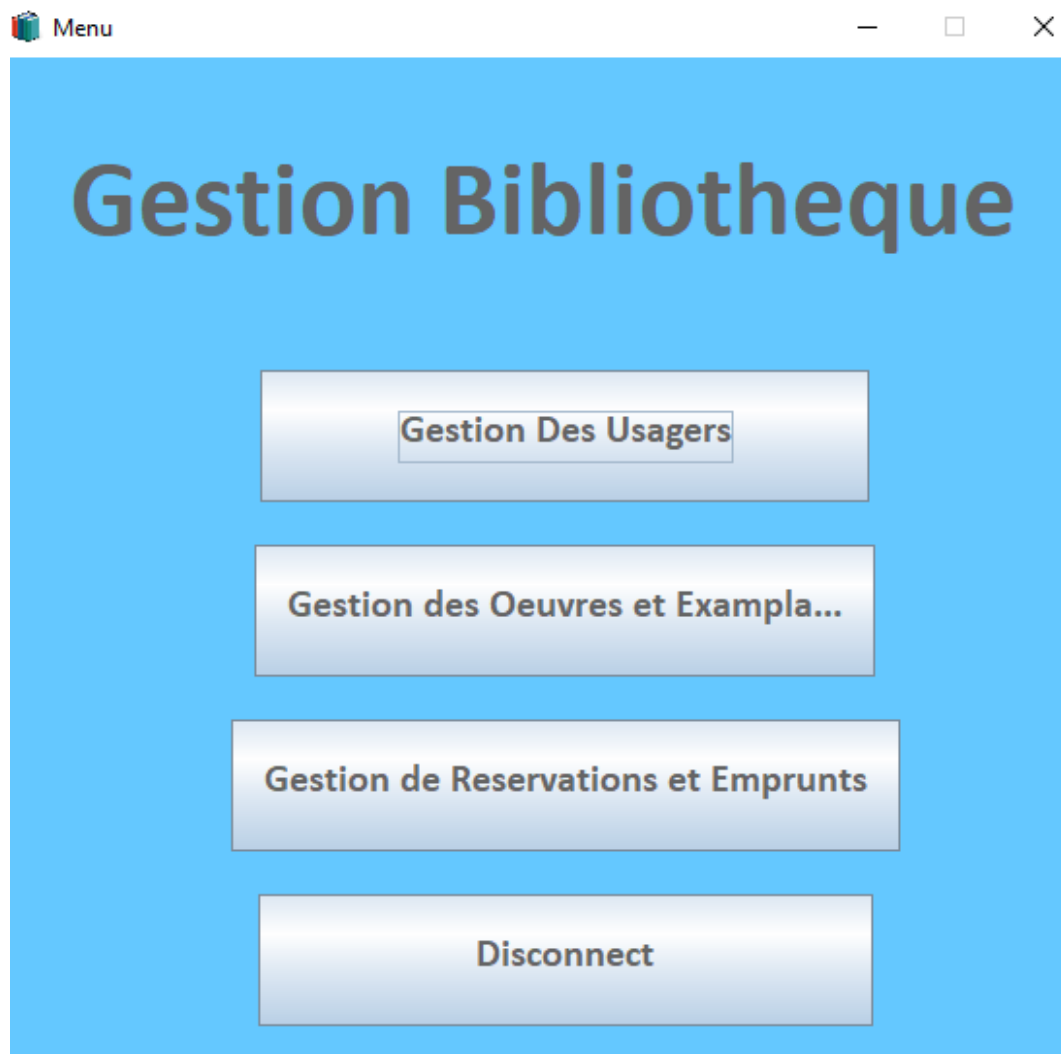 Menu
Gestion Bibliotheque
Gestion Des Usagers
Gestion des Oeuvres et Exampla...
Gestion de Reservations et Emprunts
Disconnect